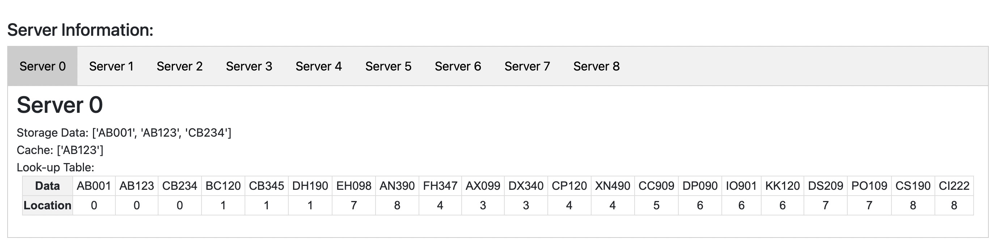 Server Information:
Server 0 Server 1 Server 2 Server 3 Server 4 Server 5 Server 6 Server 7 Server 8
Server 0
Storage Data: ['AB001', 'AB123', 'CB234']
Cache: ['AB123']
Look-up Table:
Data AB001 AB123 CB234 BC120 CB345 DH190 EH098 AN390 FH347 AX099 DX340 CP120 XN490 CC909 DP090 IO901 KK120 DS209 PO109 CS190 CI222
Location 0 0 0 1 1 1 7 8 4 3 3 4 4 5 6 6 6 7 7 8 8